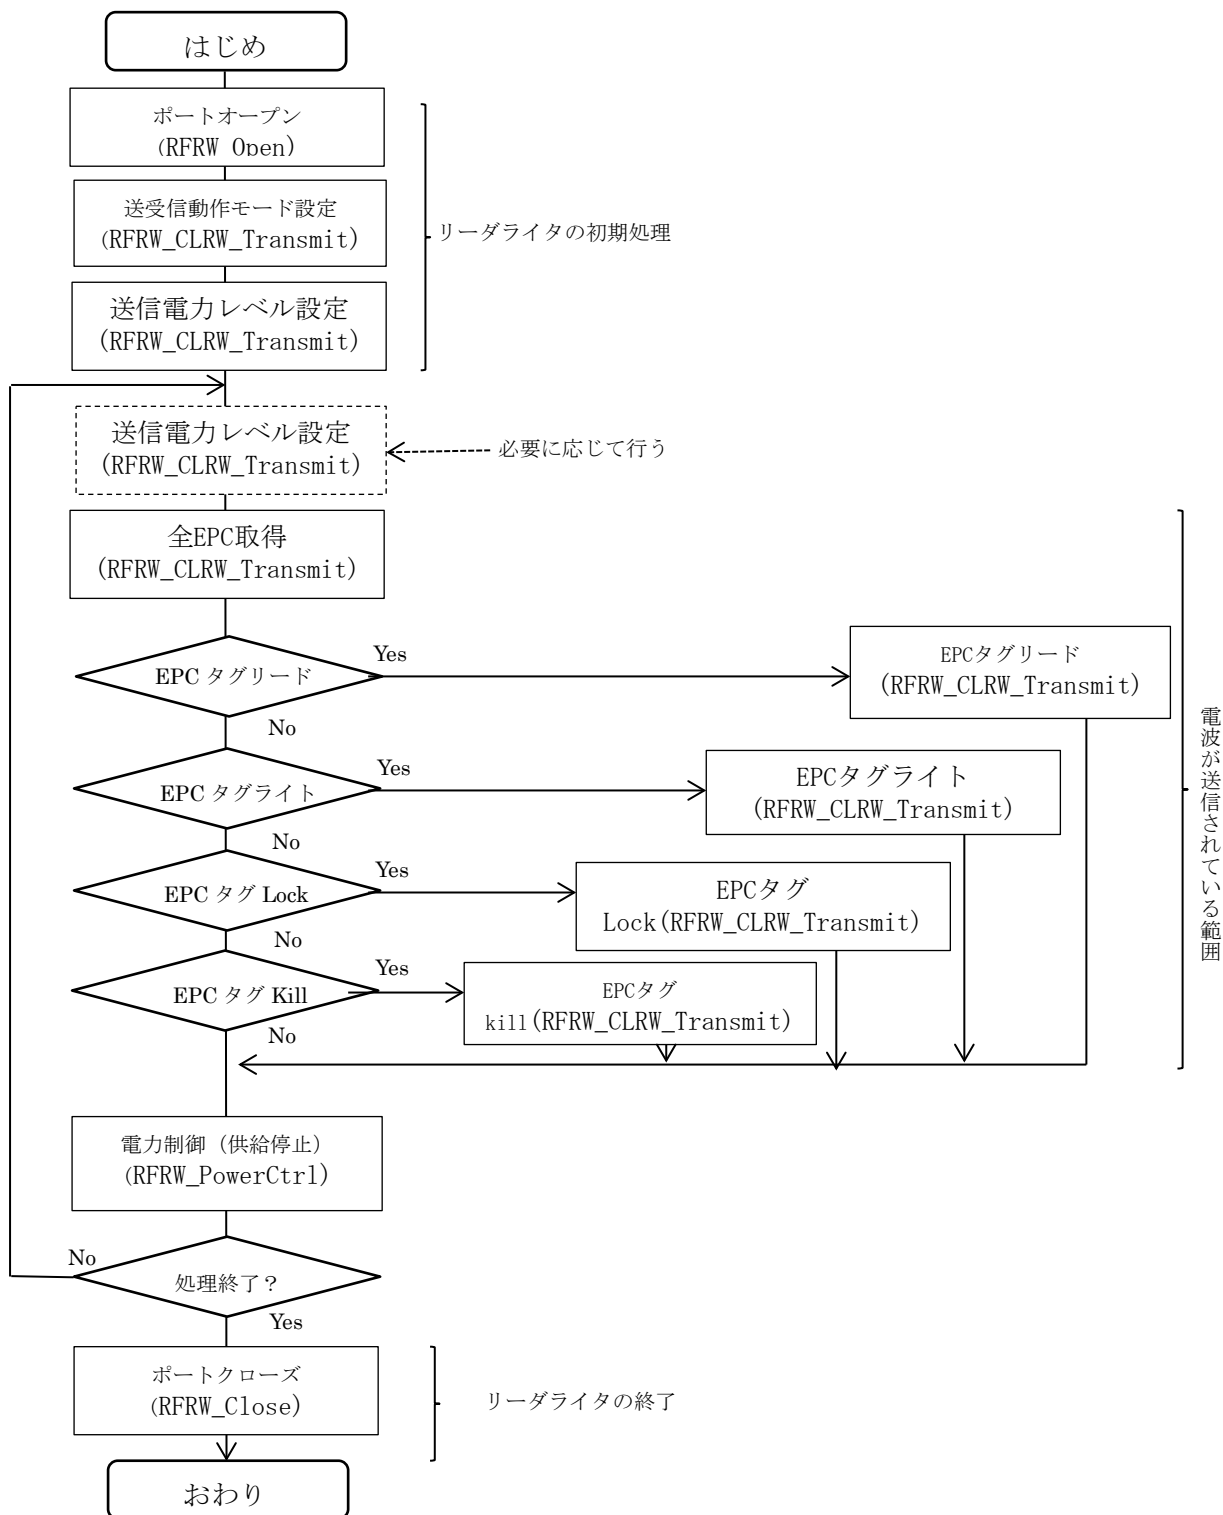 はじめ
ポートオープン
(RFRW_Open)
送受信動作モード設定
(RFRW_CLRW_Transmit)
リーダライタの初期処理
送信電力レベル設定
(RFRW_CLRW_Transmit)
送信電力レベル設定
(RFRW_CLRW_Transmit)
必要に応じて行う
全EPC取得
(RFRW_CLRW_Transmit)
EPC タグリード
Yes
EPCタグリード
(RFRW_CLRW_Transmit)
No
電波が送信されている範囲
EPC タグライト
Yes
EPCタグライト
(RFRW_CLRW_Transmit)
No
EPC タグ Lock
Yes
EPCタグ
Lock(RFRW_CLRW_Transmit)
No
EPC タグ Kill
Yes
EPCタグ
kill(RFRW_CLRW_Transmit)
No
電力制御（供給停止）
(RFRW_PowerCtrl)
No
処理終了？
Yes
ポートクローズ
(RFRW_Close)
リーダライタの終了
おわり